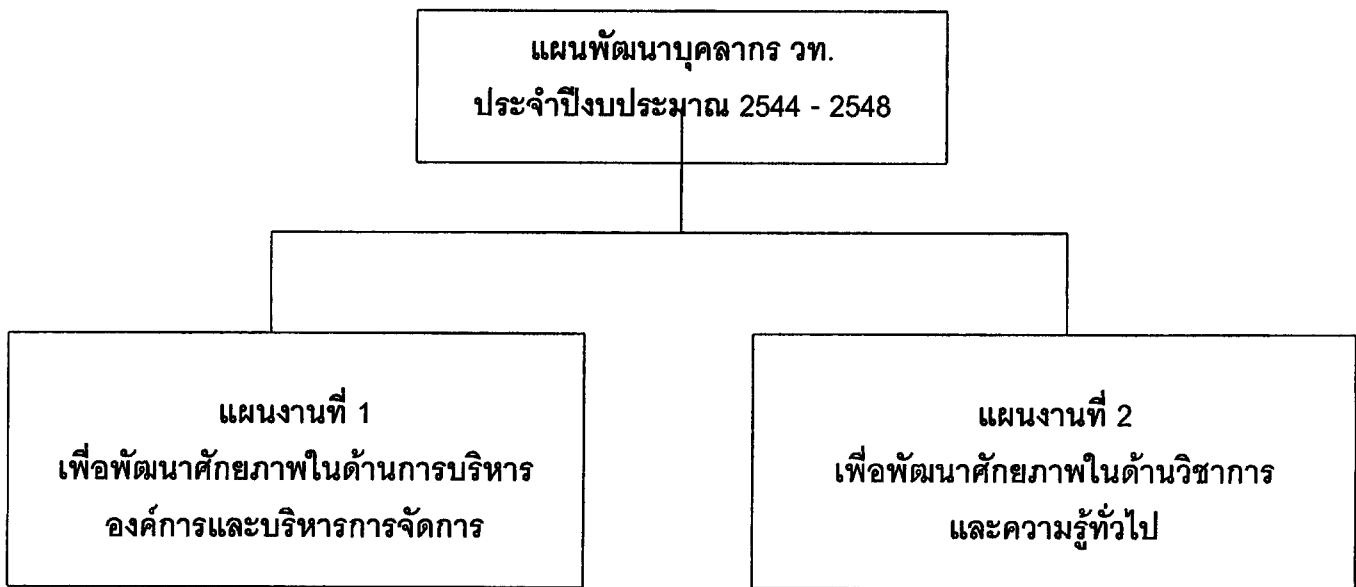 แผนพัฒนาบุคลากร วท.
ประจำปีงบประมาณ 2544 - 2548
แผนงานที่ 1
เพื่อพัฒนาศักยภาพในด้านการบริหาร
องค์การและบริหารการจัดการ
แผนงานที่ 2
เพื่อพัฒนาศักยภาพในด้านวิชาการ
และความรู้ทั่วไป